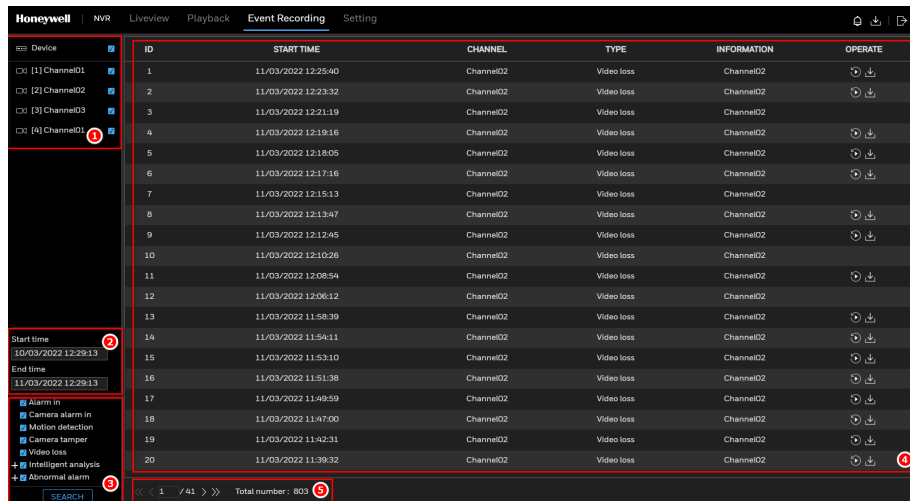 Honeywell | NVR Liveview Playback Event Recording Setting
Device
[1] Channel01
[2] Channel02
[3] Channel03
[4] Channel01
1
Start time
2
10/03/2022 12:29:13
End time
11/03/2022 12:29:13
Alarm in
Camera alarm in
Motion detection
Camera tamper
Video loss
+ Intelligent analysis
+ Abnormal alarm
3
SEARCH
ID START TIME CHANNEL TYPE INFORMATION OPERATE
1 11/03/2022 12:25:40 Channel02 Video loss Channel02
2 11/03/2022 12:23:32 Channel02 Video loss Channel02
3 11/03/2022 12:21:19 Channel02 Video loss Channel02
4 11/03/2022 12:19:16 Channel02 Video loss Channel02
5 11/03/2022 12:18:05 Channel02 Video loss Channel02
6 11/03/2022 12:17:16 Channel02 Video loss Channel02
7 11/03/2022 12:15:13 Channel02 Video loss Channel02
8 11/03/2022 12:13:47 Channel02 Video loss Channel02
9 11/03/2022 12:12:45 Channel02 Video loss Channel02
10 11/03/2022 12:10:26 Channel02 Video loss Channel02
11 11/03/2022 12:08:54 Channel02 Video loss Channel02
12 11/03/2022 12:06:12 Channel02 Video loss Channel02
13 11/03/2022 11:58:39 Channel02 Video loss Channel02
14 11/03/2022 11:54:11 Channel02 Video loss Channel02
15 11/03/2022 11:53:10 Channel02 Video loss Channel02
16 11/03/2022 11:51:38 Channel02 Video loss Channel02
17 11/03/2022 11:49:59 Channel02 Video loss Channel02
18 11/03/2022 11:47:00 Channel02 Video loss Channel02
19 11/03/2022 11:42:31 Channel02 Video loss Channel02
20 11/03/2022 11:39:32 Channel02 Video loss Channel02
4
1 / 41 Total number : 803
5